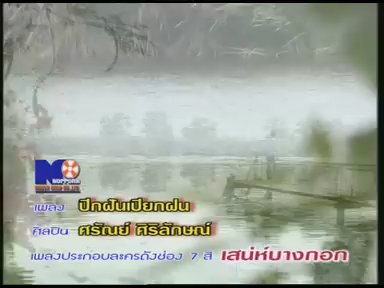 NOPPORN
เพลง ปีกฝันเปียกฝน
ศิลปิน ศรัณย์ ศิริลักษณ์
เพลงประกอบละครดังช่อง 7 สี เสน่ห์บางกอก